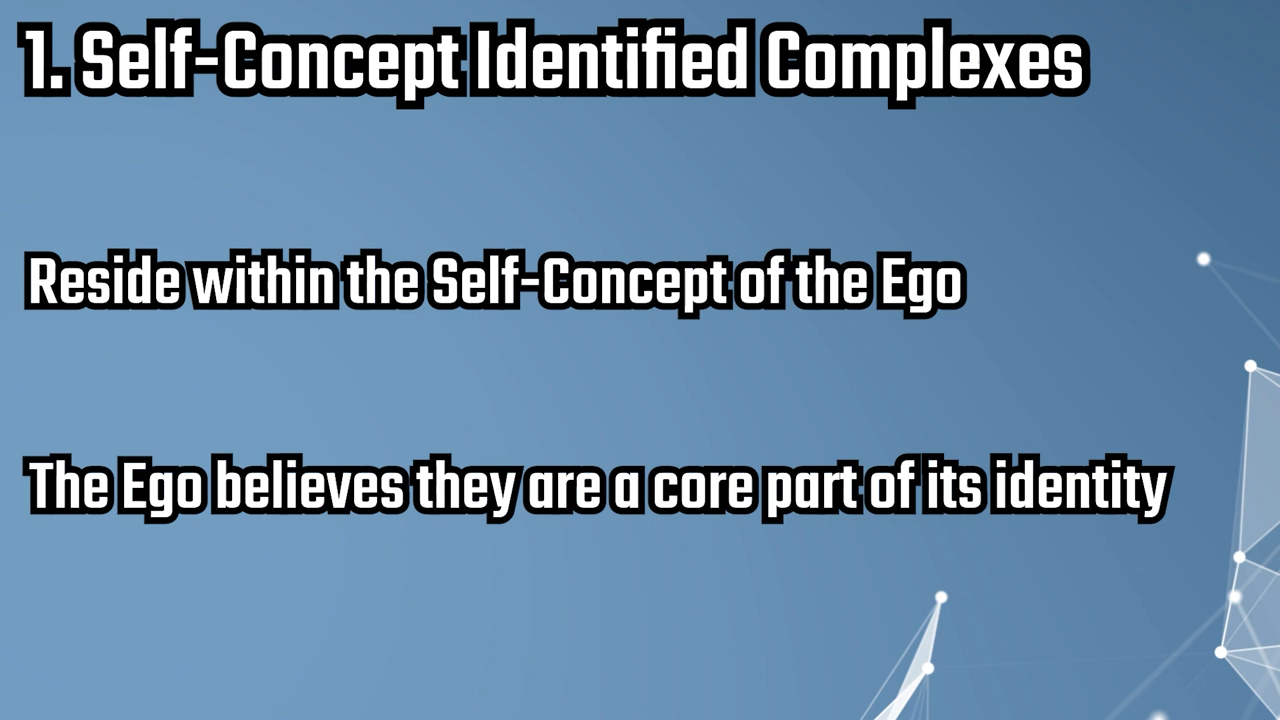 1. Self-Concept Identified Complexes
Reside within the Self-Concept of the Ego
The Ego believes they are a core part of its identity